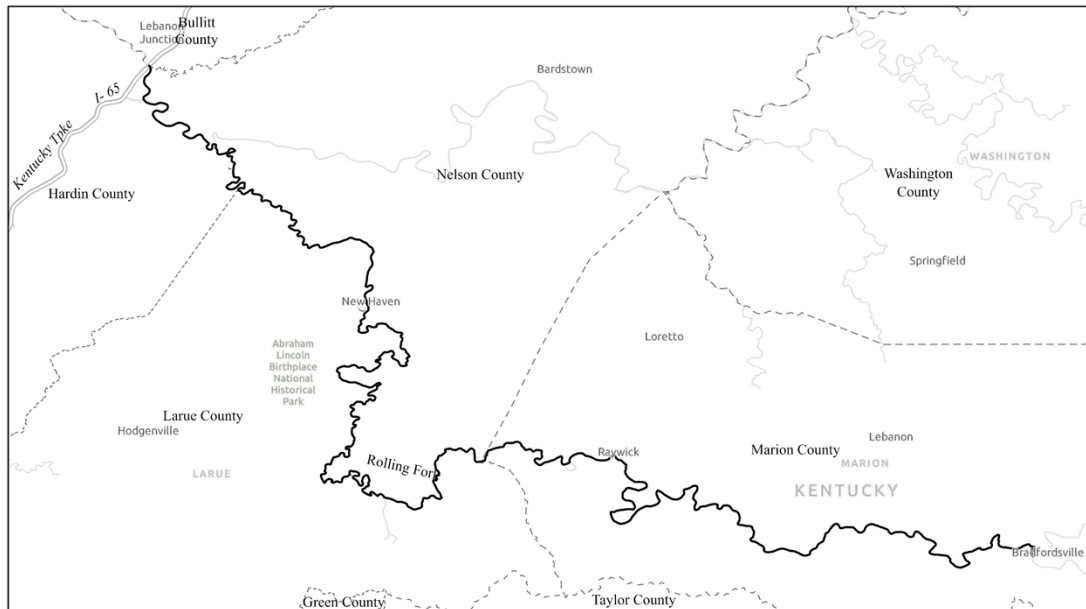 Bullitt
County
Lebanon
Junction
Bardstown
I- 65
Kentucky Tpke
WASHINGTON
Nelson County
Washington
County
Hardin County
Springfield
New Haven
Loretto
Abraham
Lincoln
Birthplace
National
Historical
Park
Larue County
Hodgenville
Lebanon
Marion County
Raywick
MARION
Rolling For
LARUE
KENTUCKY
Bradfordsville
Green County
Taylor County